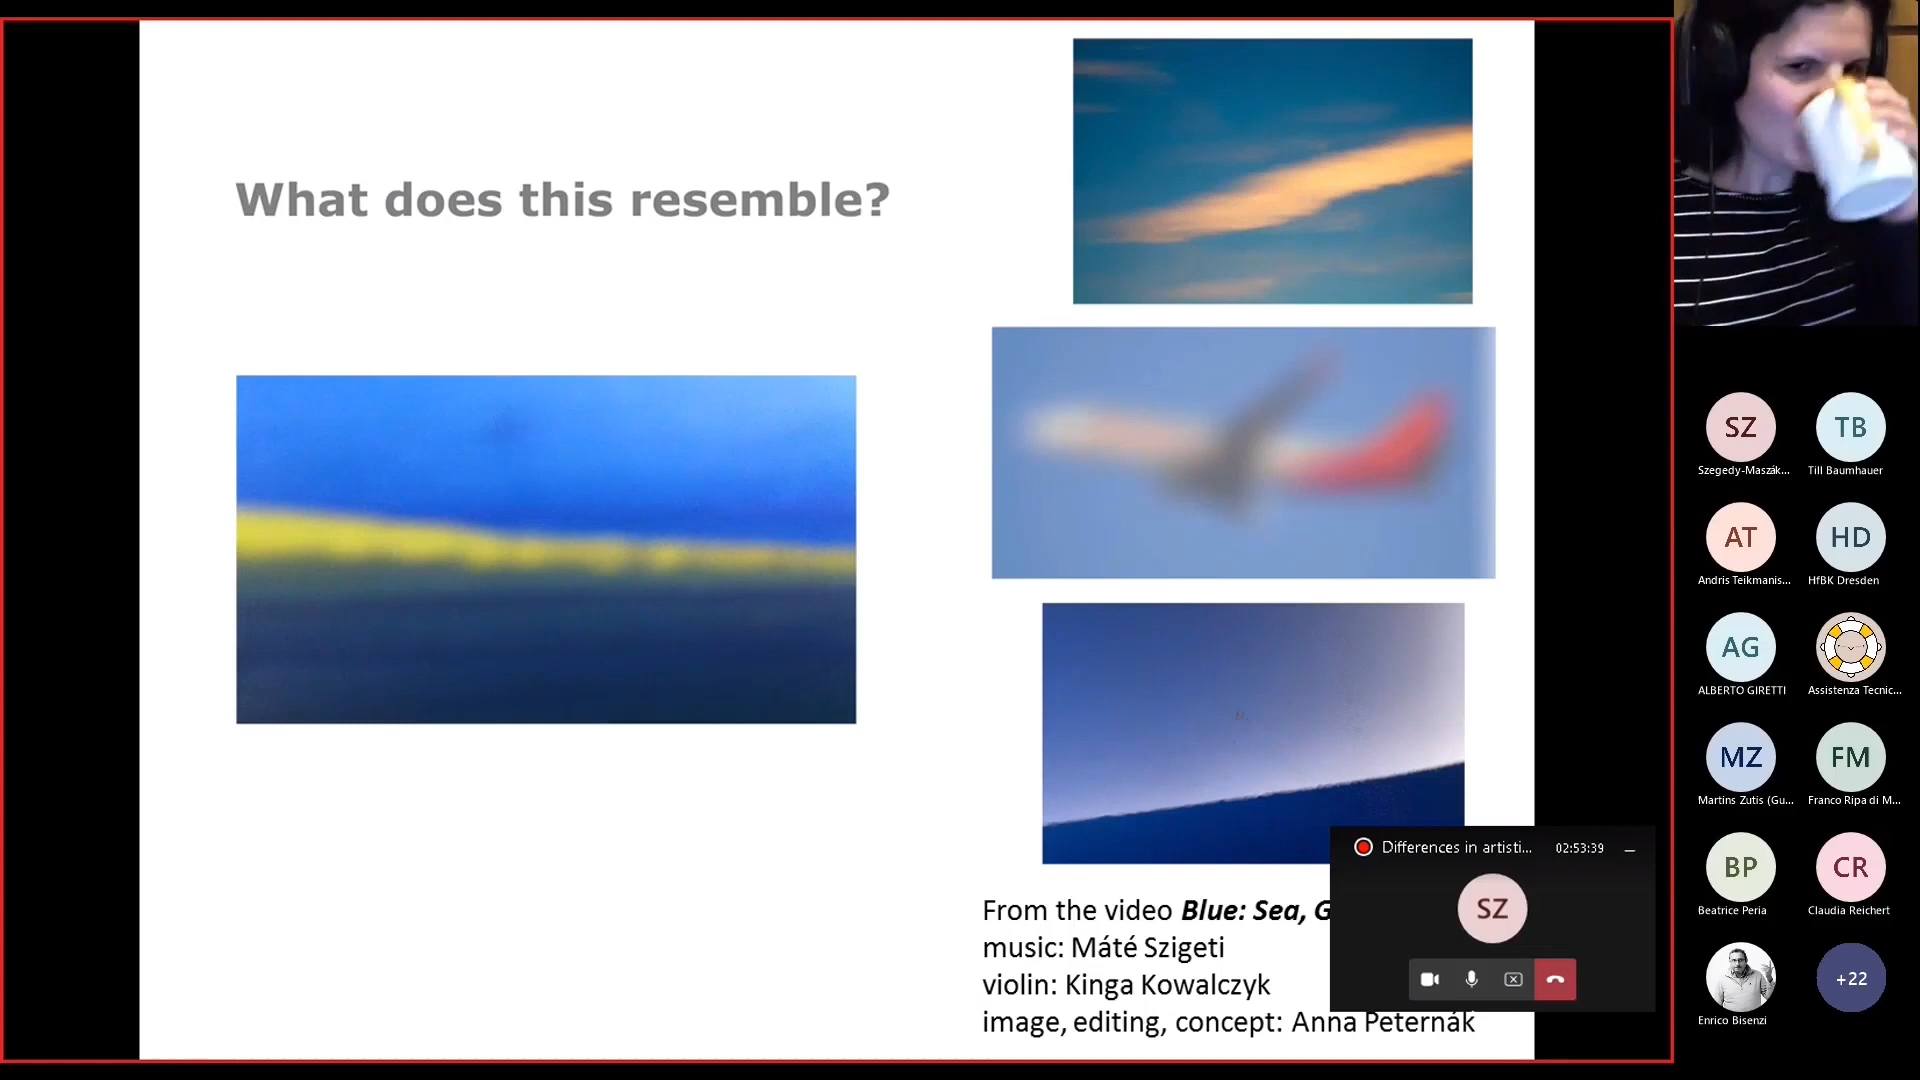 What does this resemble?
From the video Blue: Sea, G
music: Máté Szigeti
violin: Kinga Kowalczyk
image, editing, concept: Anna Peternák
Differences in artisti...
02:53:39
SZ
SZ
Szegedy-Maszák...
TB
Till Baumhauer
AT
Andris Teikmanis...
HD
HfBK Dresden
AG
ALBERTO GIRETTI
Assistenza Tecnic...
MZ
Martins Zutis (Gu...
FM
Franco Ripa di M...
BP
Beatrice Peria
CR
Claudia Reichert
Enrico Bisenzi
+22